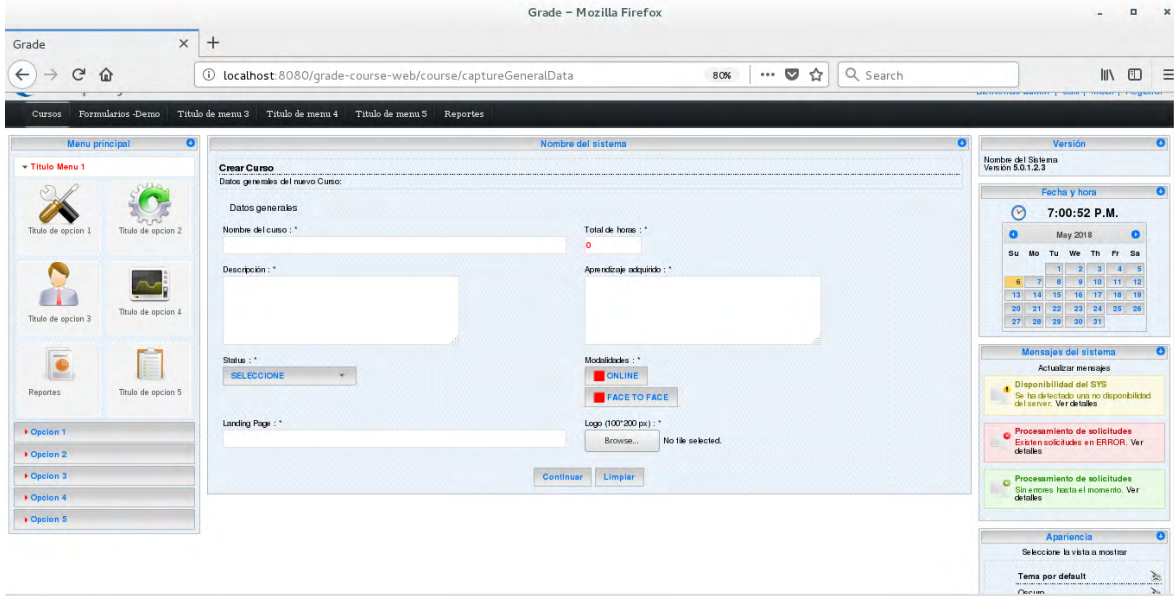 Grade - Mozilla Firefox
Grade
localhost:8080/grade-course-web/course/captureGeneralData
80%
Search
Cursos Formularios -Demo Titulo de menu 3 Titulo de menu 4 Titulo de menu 5 Reportes
Menu principal
Titulo Menu 1
Titulo de opcion 1 Titulo de opcion 2
Titulo de opcion 3 Titulo de opcion 4
Reportes Titulo de opcion 5
Opcion 1
Opcion 2
Opcion 3
Opcion 4
Opcion 5
Nombre del sistema
Crear Curso
Datos generales del nuevo Curso:
Datos generales
Nombre del curso : * Total de horas : *
0
Descripción : * Aprendizaje adquirido : *
Status : * Modalidades : *
SELECCIONE ONLINE
FACE TO FACE
Landing Page : * Logo (100*200 px) : *
Browse... No file selected.
Continuar Limpiar
Versión
Nombre del Sistema
Versión 5.0.1.2.3
Fecha y hora
7:00:52 P.M.
May 2018
Su Mo Tu We Th Fr Sa
1 2 3 4 5
6 7 8 9 10 11 12
13 14 15 16 17 18 19
20 21 22 23 24 25 26
27 28 29 30 31
Mensajes del sistema
Actualizar mensajes
Disponibilidad del SYS
Se ha detectado una no disponibilidad
del server. Ver detalles
Procesamiento de solicitudes
Existen solicitudes en ERROR. Ver
detalles
Procesamiento de solicitudes
Sin errores hasta el momento. Ver
detalles
Apariencia
Seleccione la vista a mostrar
Tema por default